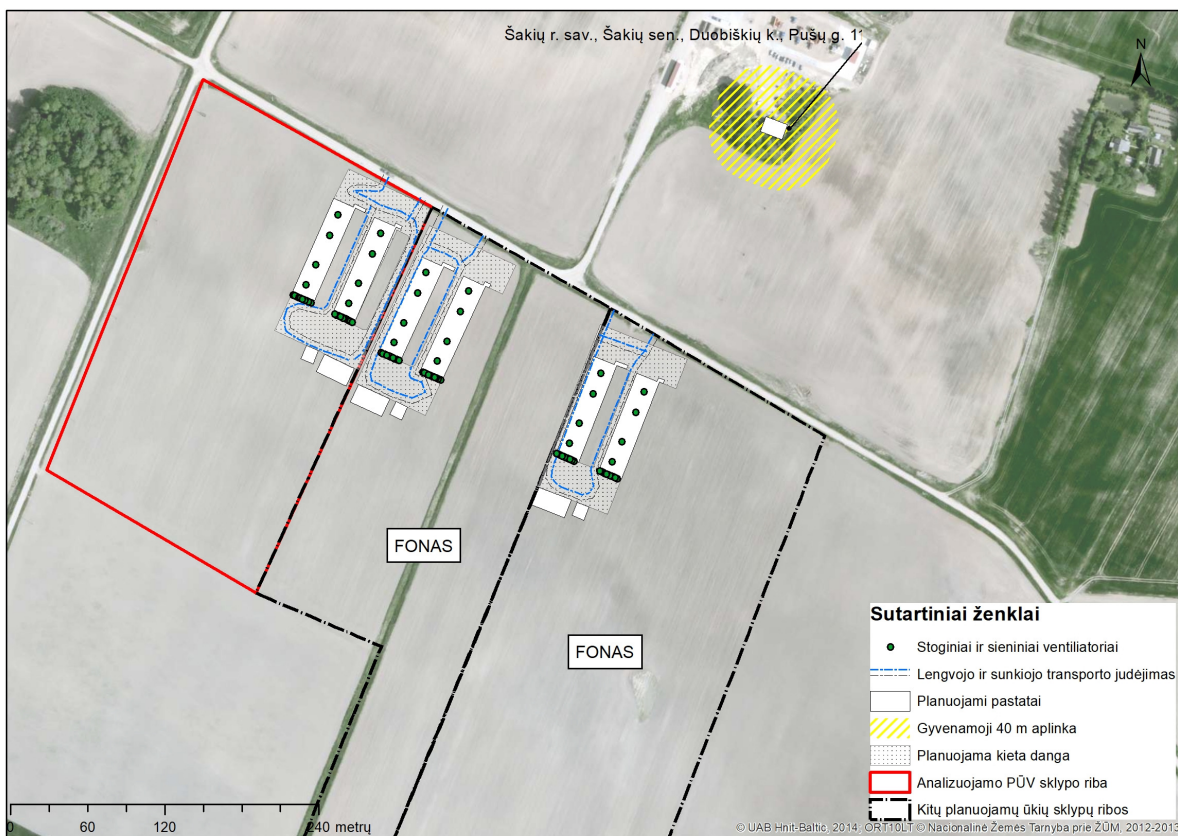 Šakių r. sav., Šakių sen., Duobiškių k., Pušų g. 1
N
FONAS
FONAS
Sutartiniai ženklai
Stoginiai ir sieniniai ventiliatoriai
Lengvojo ir sunkiojo transporto judėjimas
Planuojami pastatai
Gyvenamoji 40 m aplinka
Planuojama kieta danga
Analizuojamo PŪV sklypo riba
Kitų planuojamų ūkių sklypų ribos
0 60 120 240 metrų
© UAB Hnit-Baltic, 2014, ORT10LT © Nacionalinė Žemės Tarnyba prie ŽŪM, 2012-2013